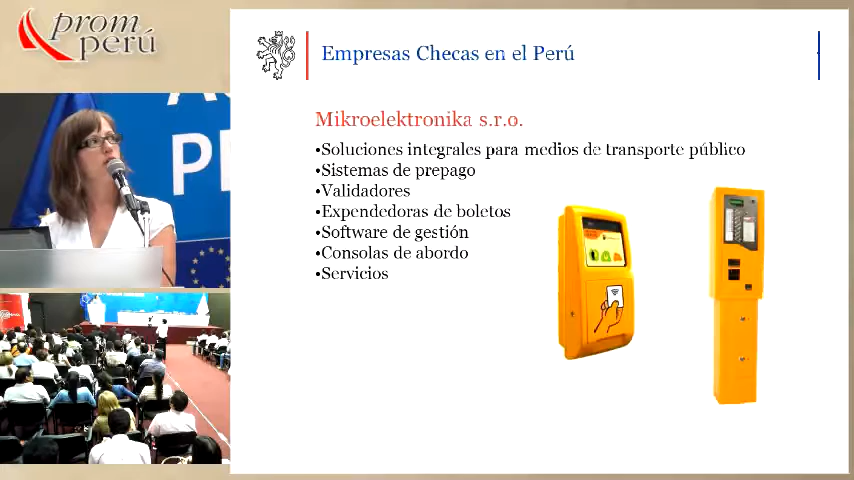 prom
perú
Empresas Checas en el Perú
Mikroelektronika s.r.o.
•Soluciones integrales para medios de transporte público
•Sistemas de prepago
•Validadores
•Expendedoras de boletos
•Software de gestión
•Consolas de abordo
•Servicios